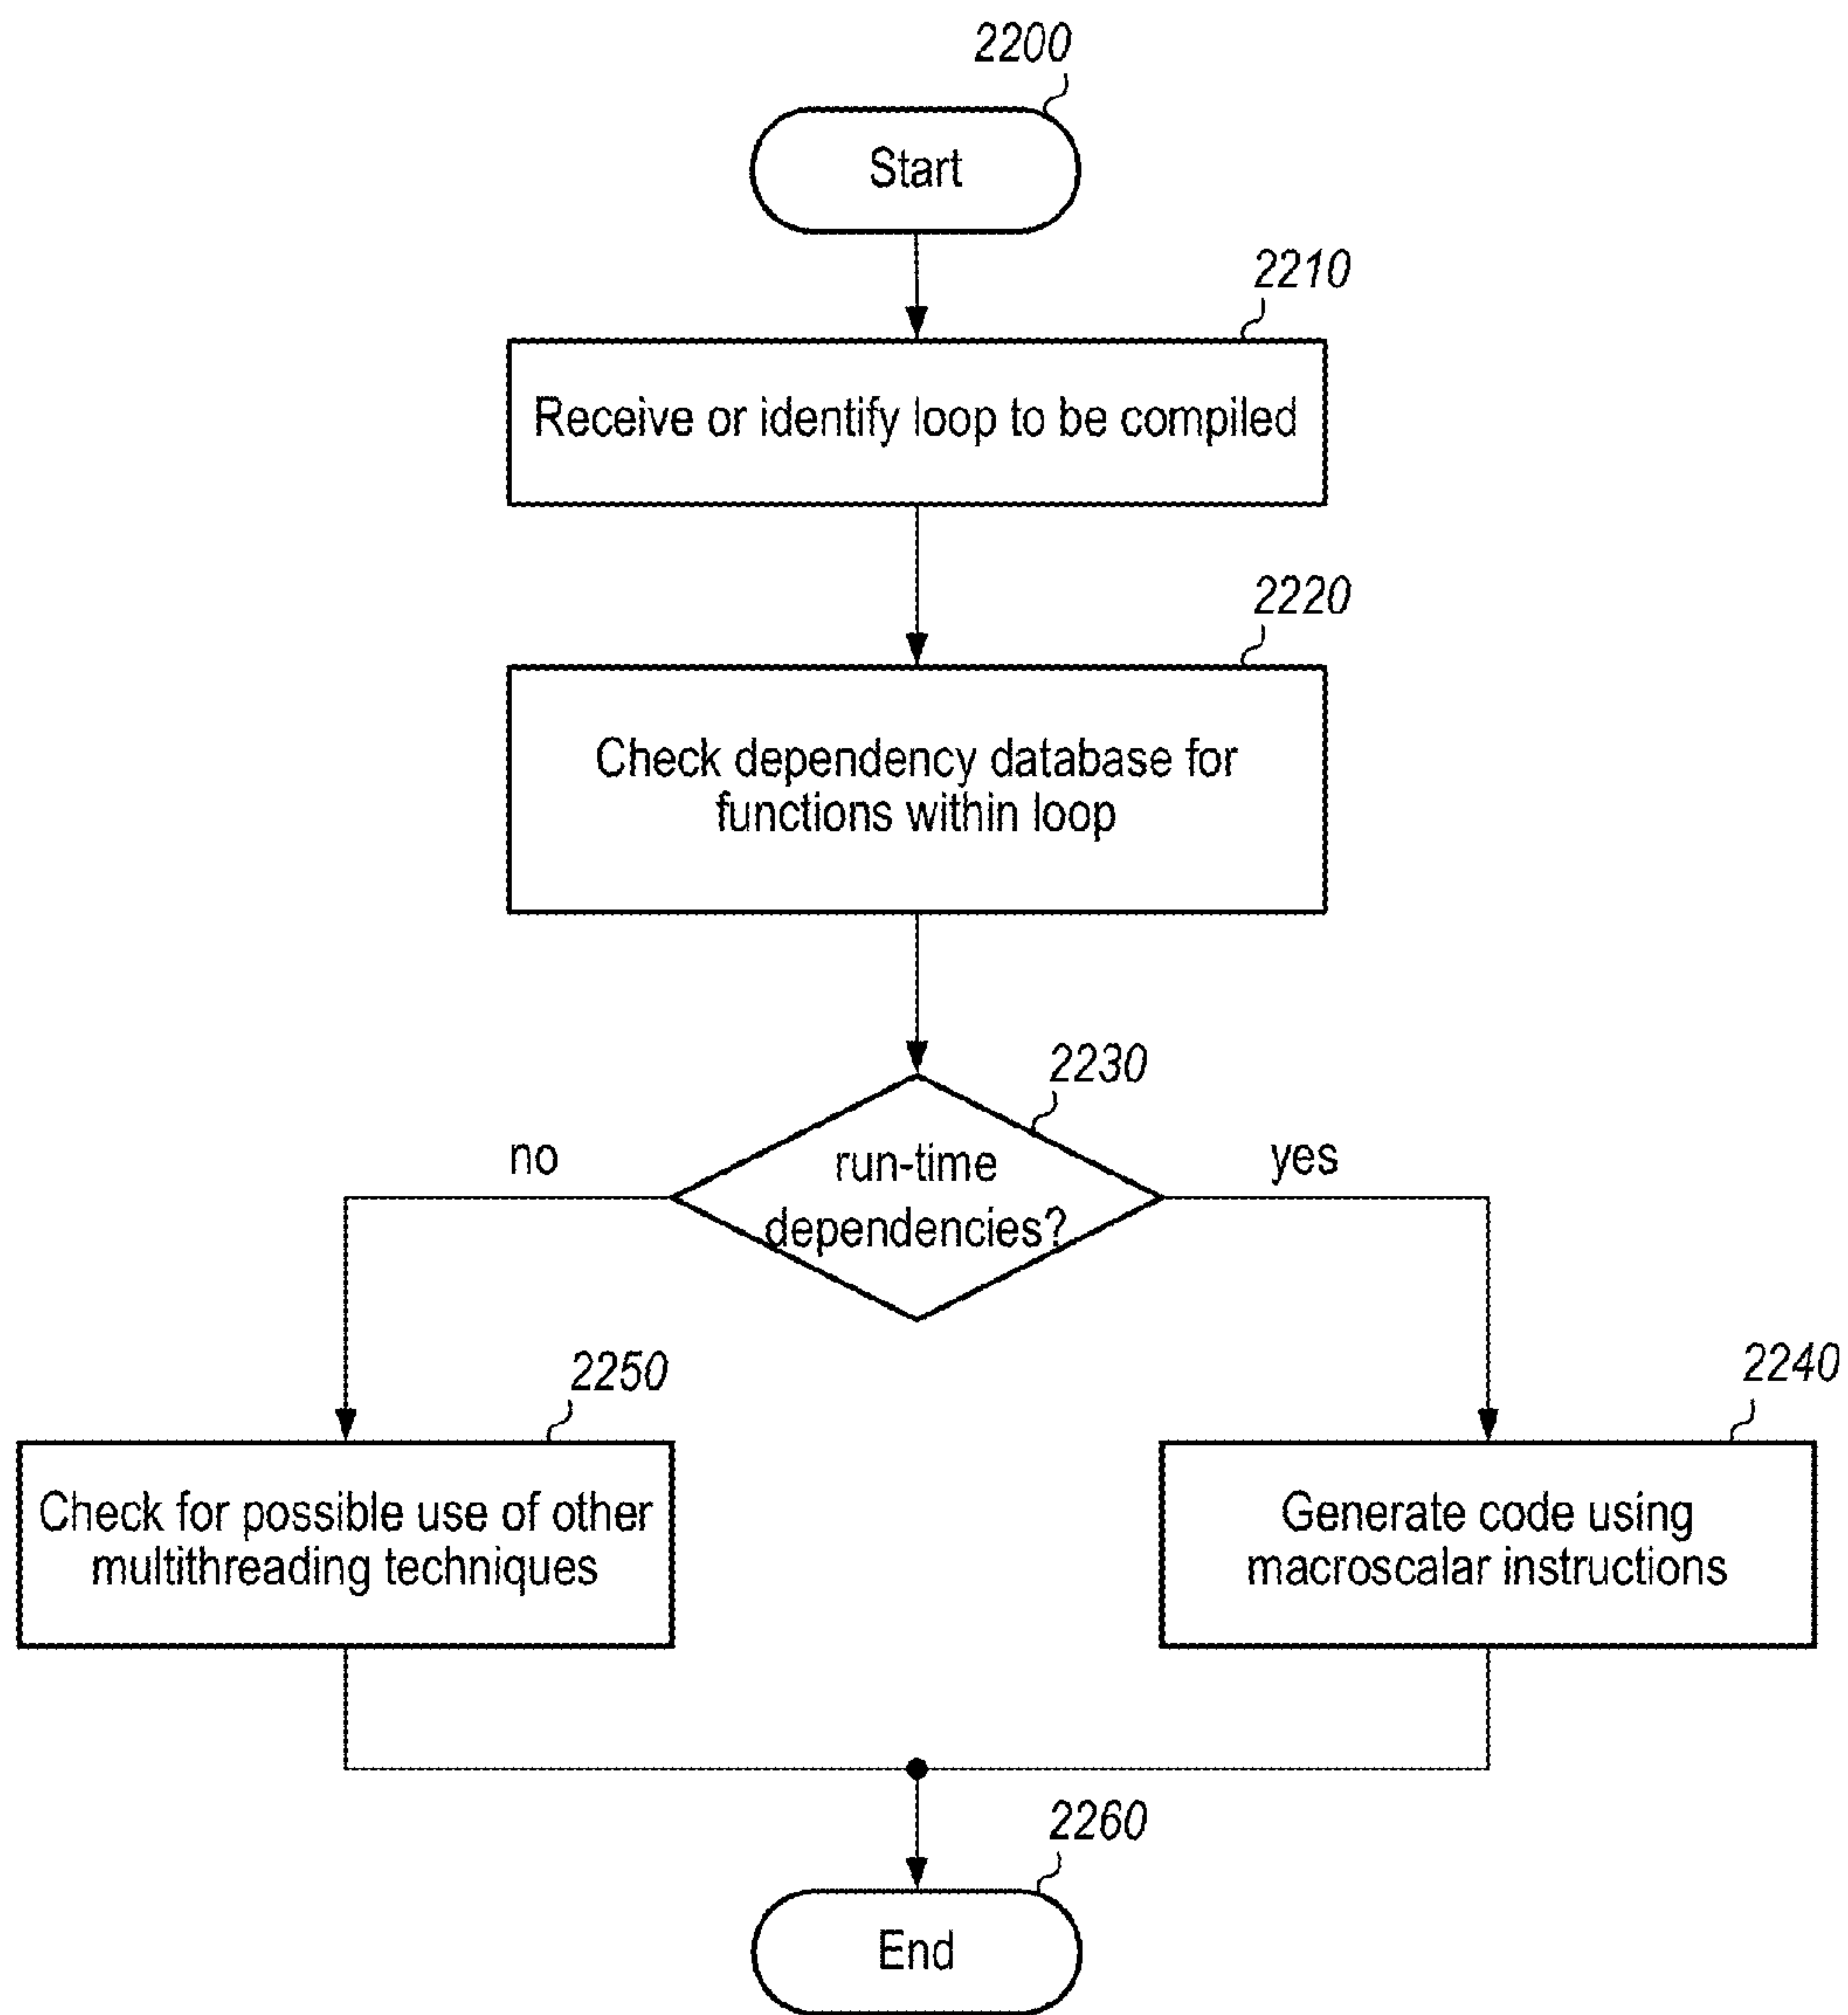 2200
Start
2210
Receive or identify loop to be compiled
2220
Check dependency database for
functions within loop
2230
no
run-time
dependencies?
yes
2250
Check for possible use of other
multithreading techniques
2240
Generate code using
macroscalar instructions
2260
End